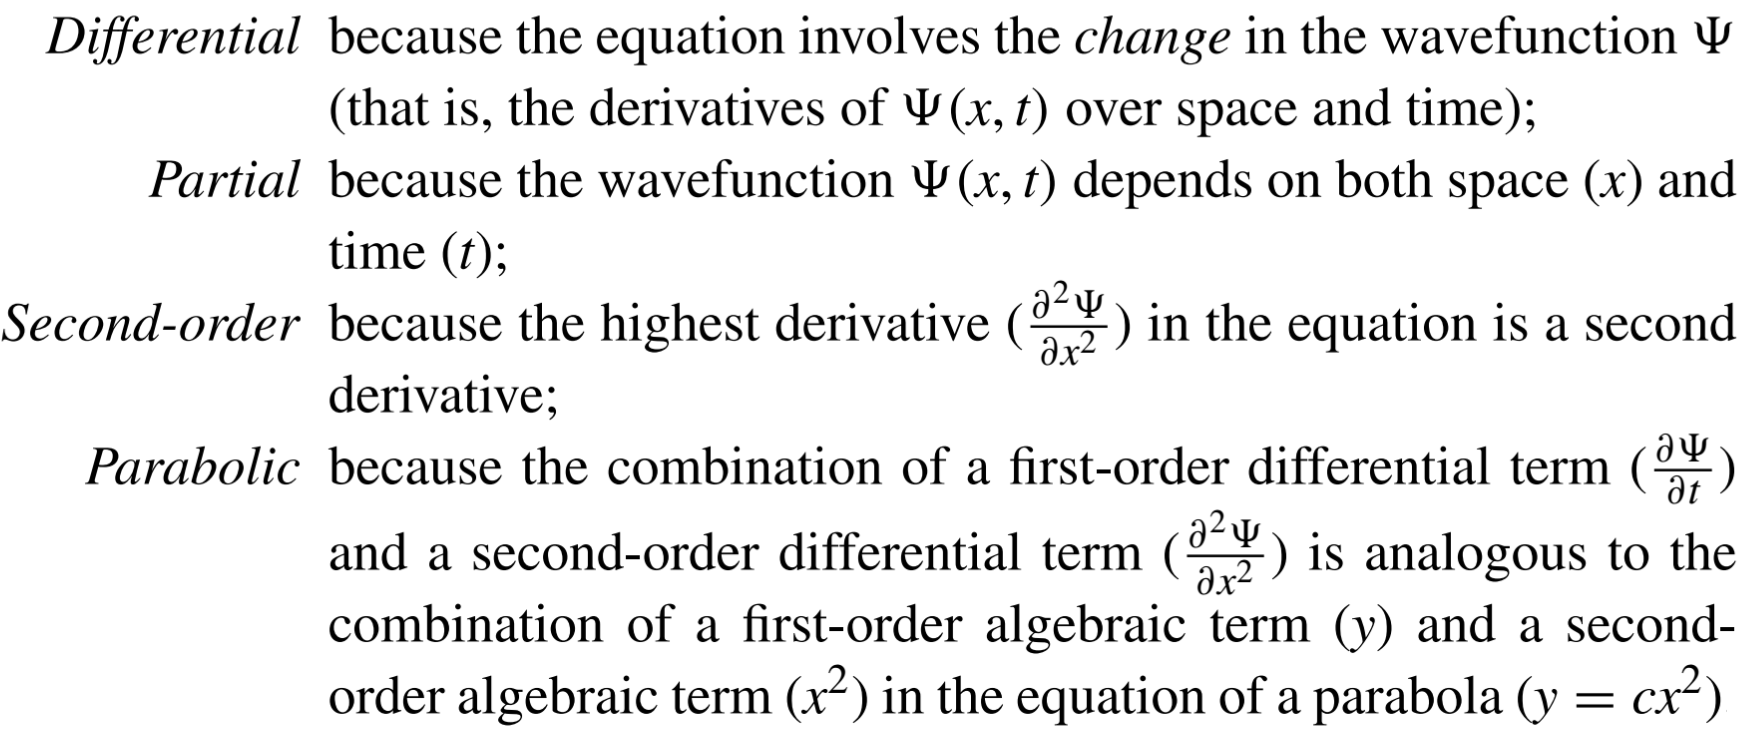 Differential because the equation involves the change in the wavefunction Ψ
(that is, the derivatives of Ψ(x, t) over space and time);
Partial because the wavefunction Ψ(x, t) depends on both space (x) and
time (t);
Second-order because the highest derivative (∂²Ψ/∂x²) in the equation is a second
derivative;
Parabolic because the combination of a first-order differential term (∂Ψ/∂t)
and a second-order differential term (∂²Ψ/∂x²) is analogous to the
combination of a first-order algebraic term (y) and a second-
order algebraic term (x²) in the equation of a parabola (y = cx²)